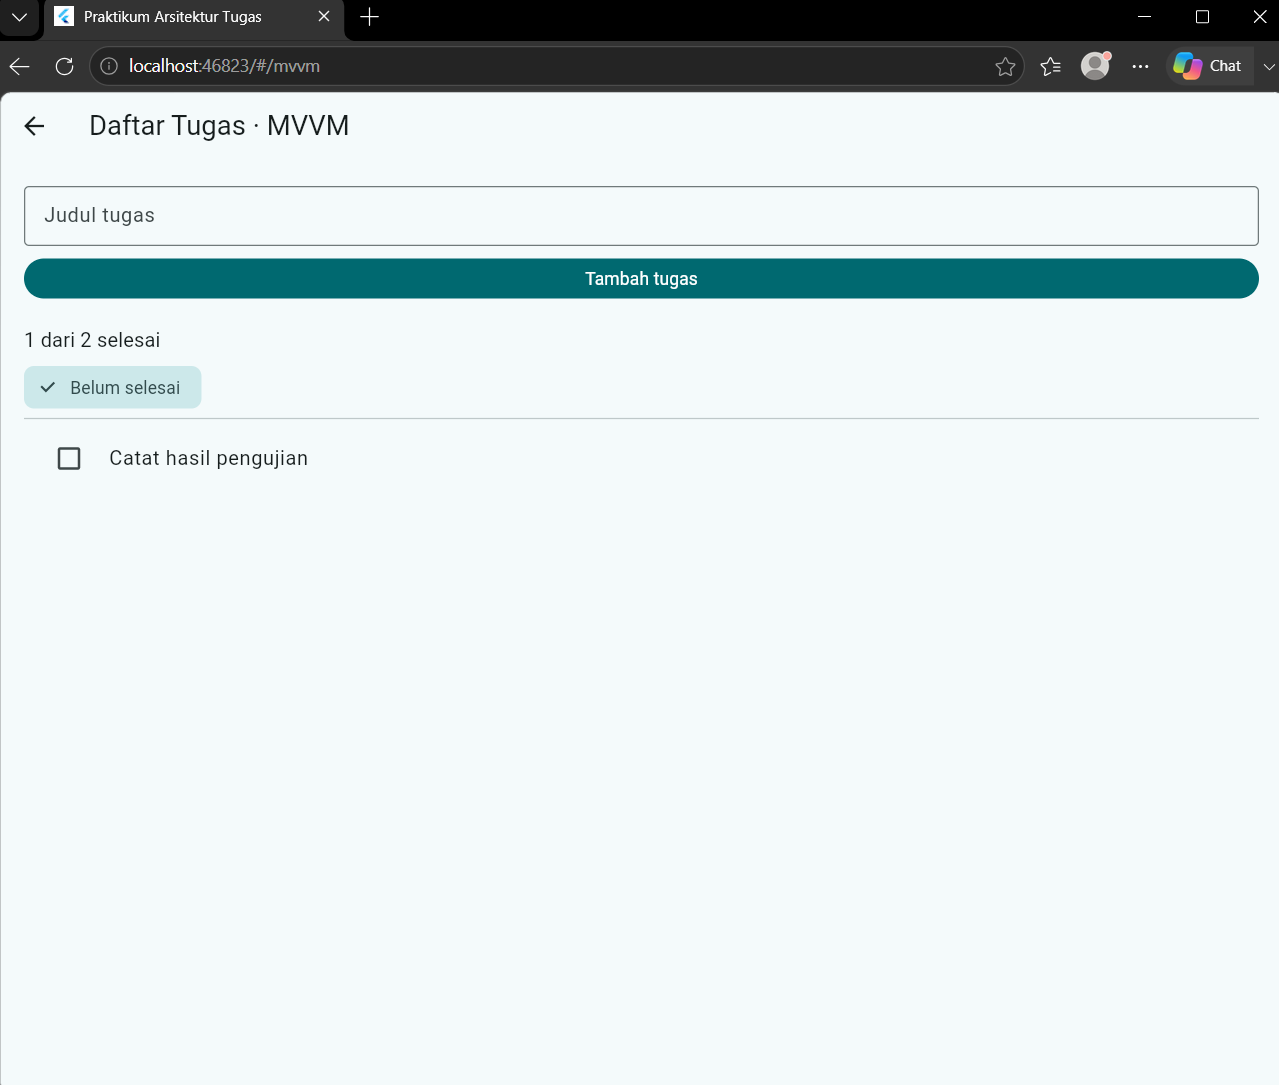 Praktikum Arsitektur Tugas
localhost:46823/#/mvvm
Chat
Daftar Tugas · MVVM
Judul tugas
Tambah tugas
1 dari 2 selesai
Belum selesai
Catat hasil pengujian